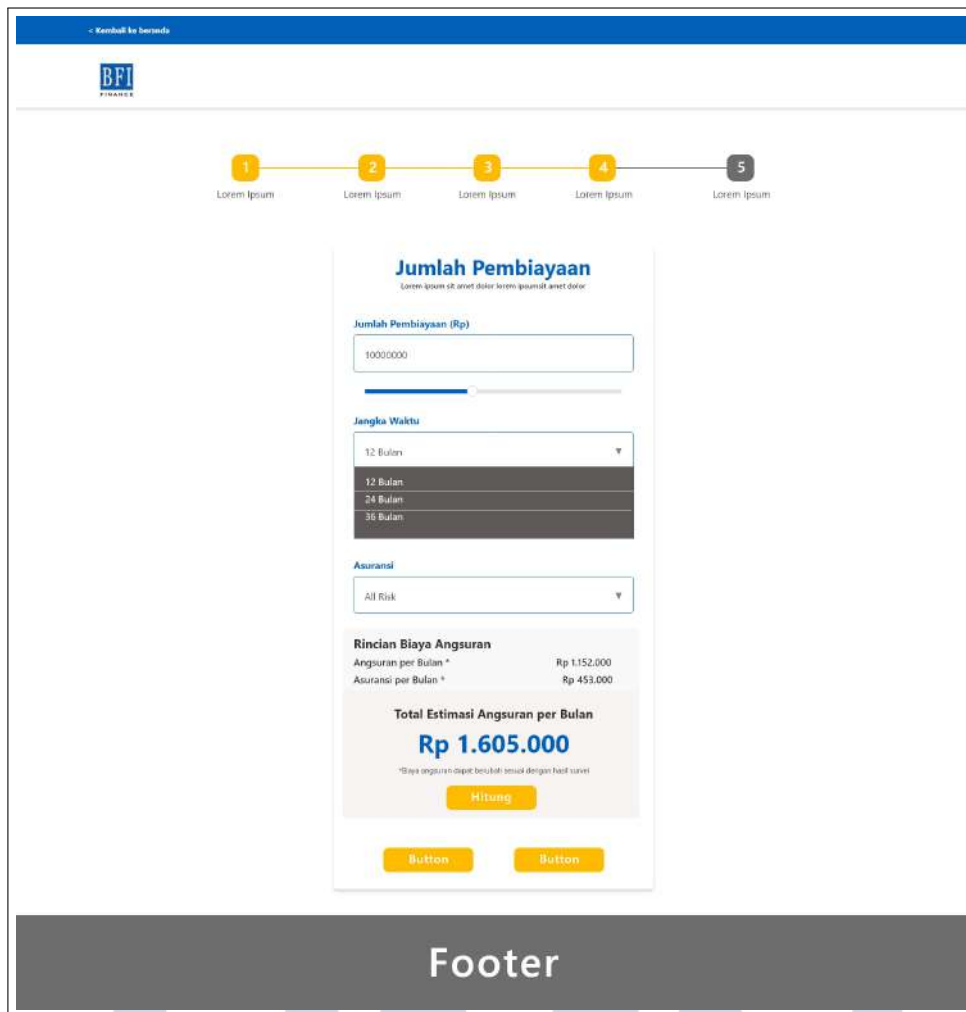 < Kembali ke beranda
BFI
FINANCE
1 2 3 4 5
Lorem Ipsum Lorem Ipsum Lorem Ipsum Lorem Ipsum Lorem Ipsum
Jumlah Pembiayaan
Lorem ipsum sit amet dolor lorem ipsumsit amet dolor
Jumlah Pembiayaan (Rp)
10000000
Jangka Waktu
12 Bulan ▼
12 Bulan
24 Bulan
36 Bulan
Asuransi
All Risk ▼
Rincian Biaya Angsuran
Angsuran per Bulan * Rp 1.152.000
Asuransi per Bulan * Rp 453.000
Total Estimasi Angsuran per Bulan
Rp 1.605.000
*Biaya angsuran dapat berubah sesuai dengan hasil survei
Hitung
Button Button
Footer